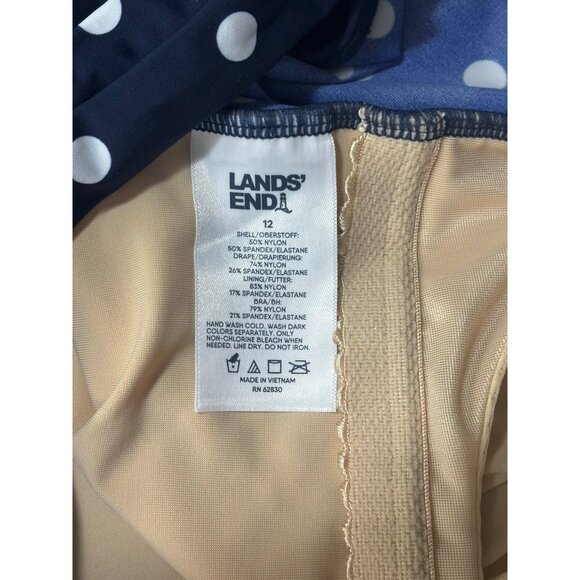 LANDS'
END
12
SHELL/OBERSTOFF:
50% NYLON
50% SPANDEX/ELASTANE
DRAPE/DRAPIERUNG:
74% NYLON
26% SPANDEX/ELASTANE
LINING/FUTTER:
83% NYLON
17% SPANDEX/ELASTANE
BRA/BH:
79% NYLON
21% SPANDEX/ELASTANE
HAND WASH COLD. WASH DARK
COLORS SEPARATELY. ONLY
NON-CHLORINE BLEACH WHEN
NEEDED. LINE DRY. DO NOT IRON.
MADE IN VIETNAM
RN 62830